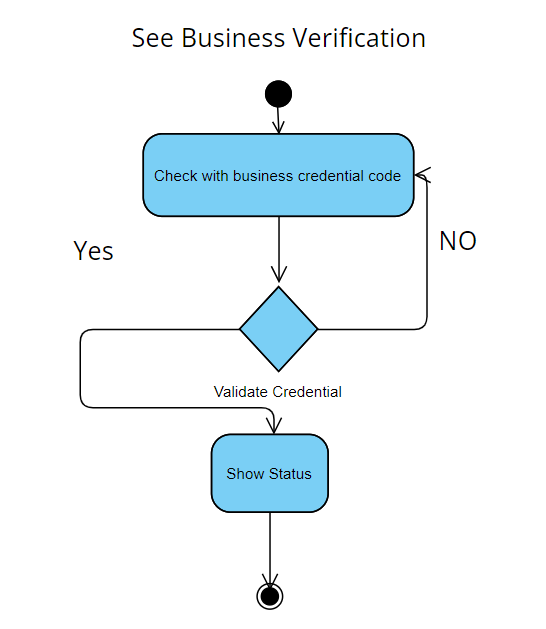 See Business Verification
Check with business credential code
Yes
NO
Validate Credential
Show Status